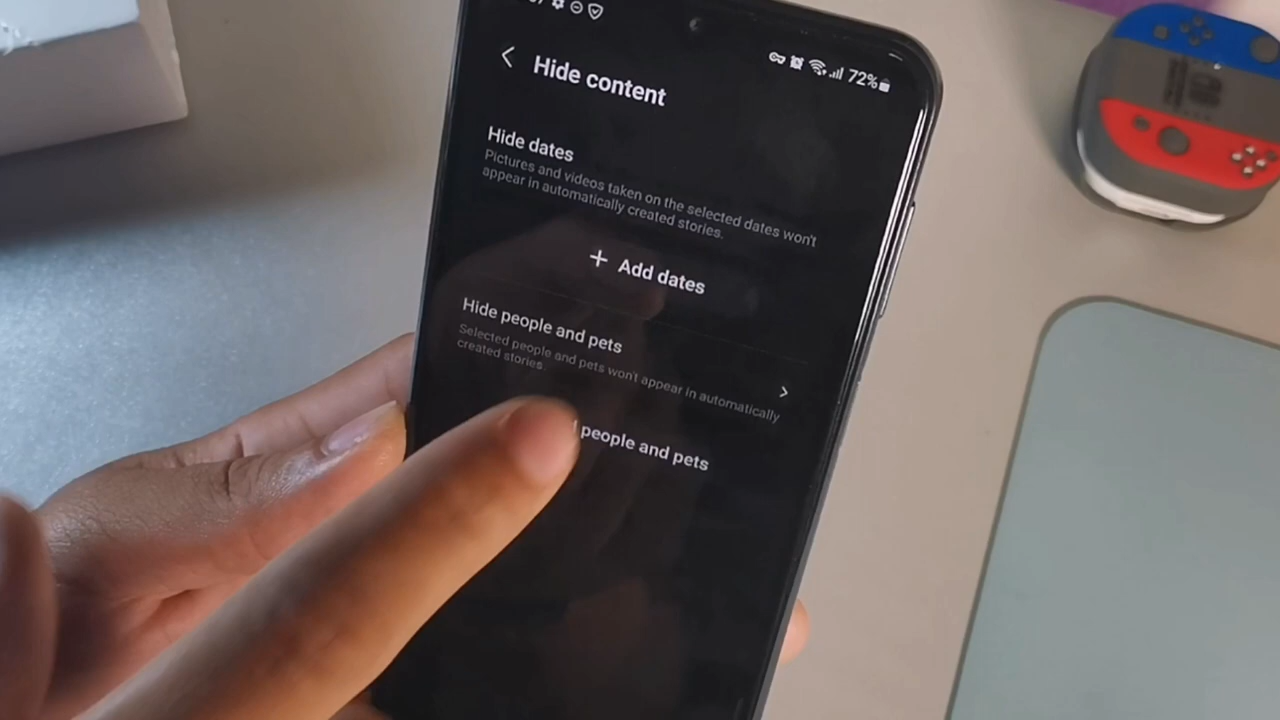 72%
Hide content
Hide dates
Pictures and videos taken on the selected dates won't
appear in automatically created stories.
+ Add dates
Hide people and pets
Selected people and pets won't appear in automatically
created stories.
people and pets